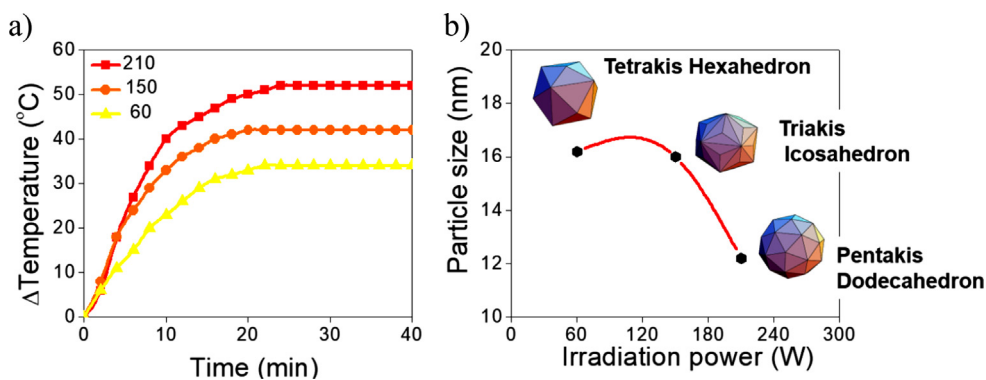 a)
60
50
40
30
20
10
0
ΔTemperature (°C)
210
150
60
0
10
20
30
40
Time (min)
b)
20
18
16
14
12
10
Particle size (nm)
Tetrakis Hexahedron
Triakis
Icosahedron
Pentakis
Dodecahedron
0
60
120
180
240
300
Irradiation power (W)